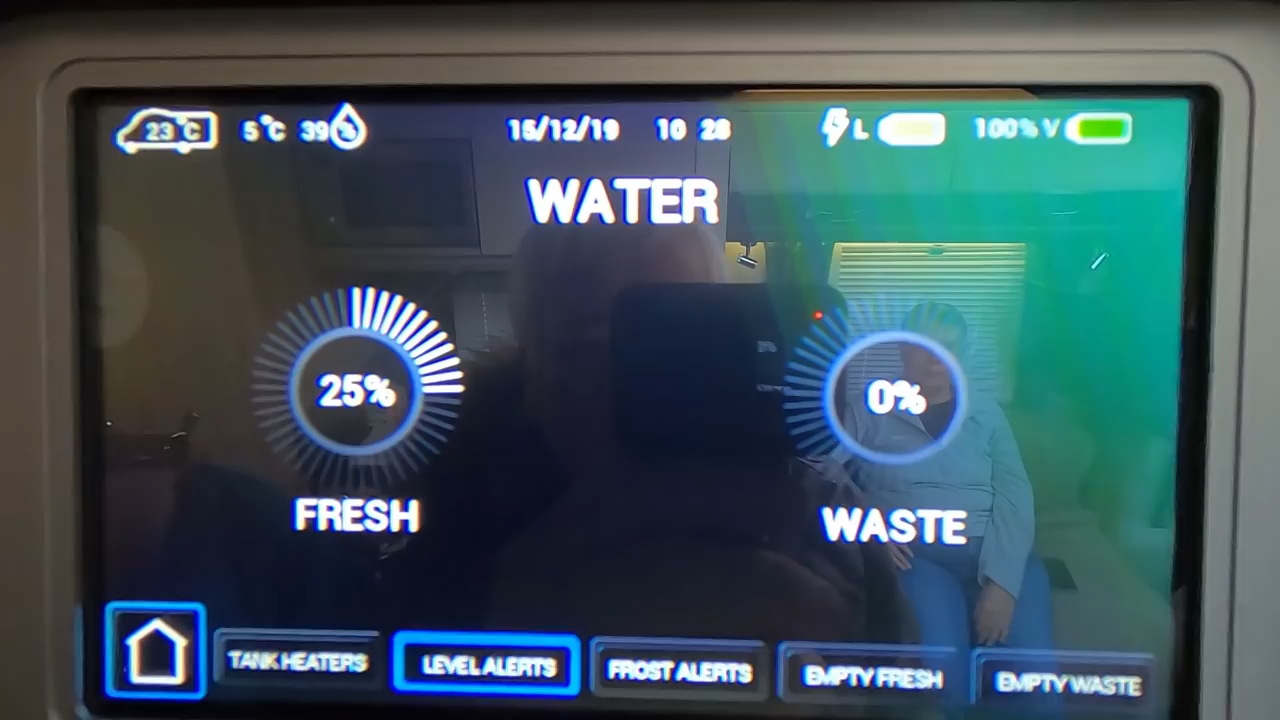 23°C 5°C 39% 15/12/19 10 28 L 100% V
WATER
25%
0%
FRESH
WASTE
TANK HEATERS LEVEL ALERTS FROST ALERTS EMPTY FRESH EMPTY WASTE